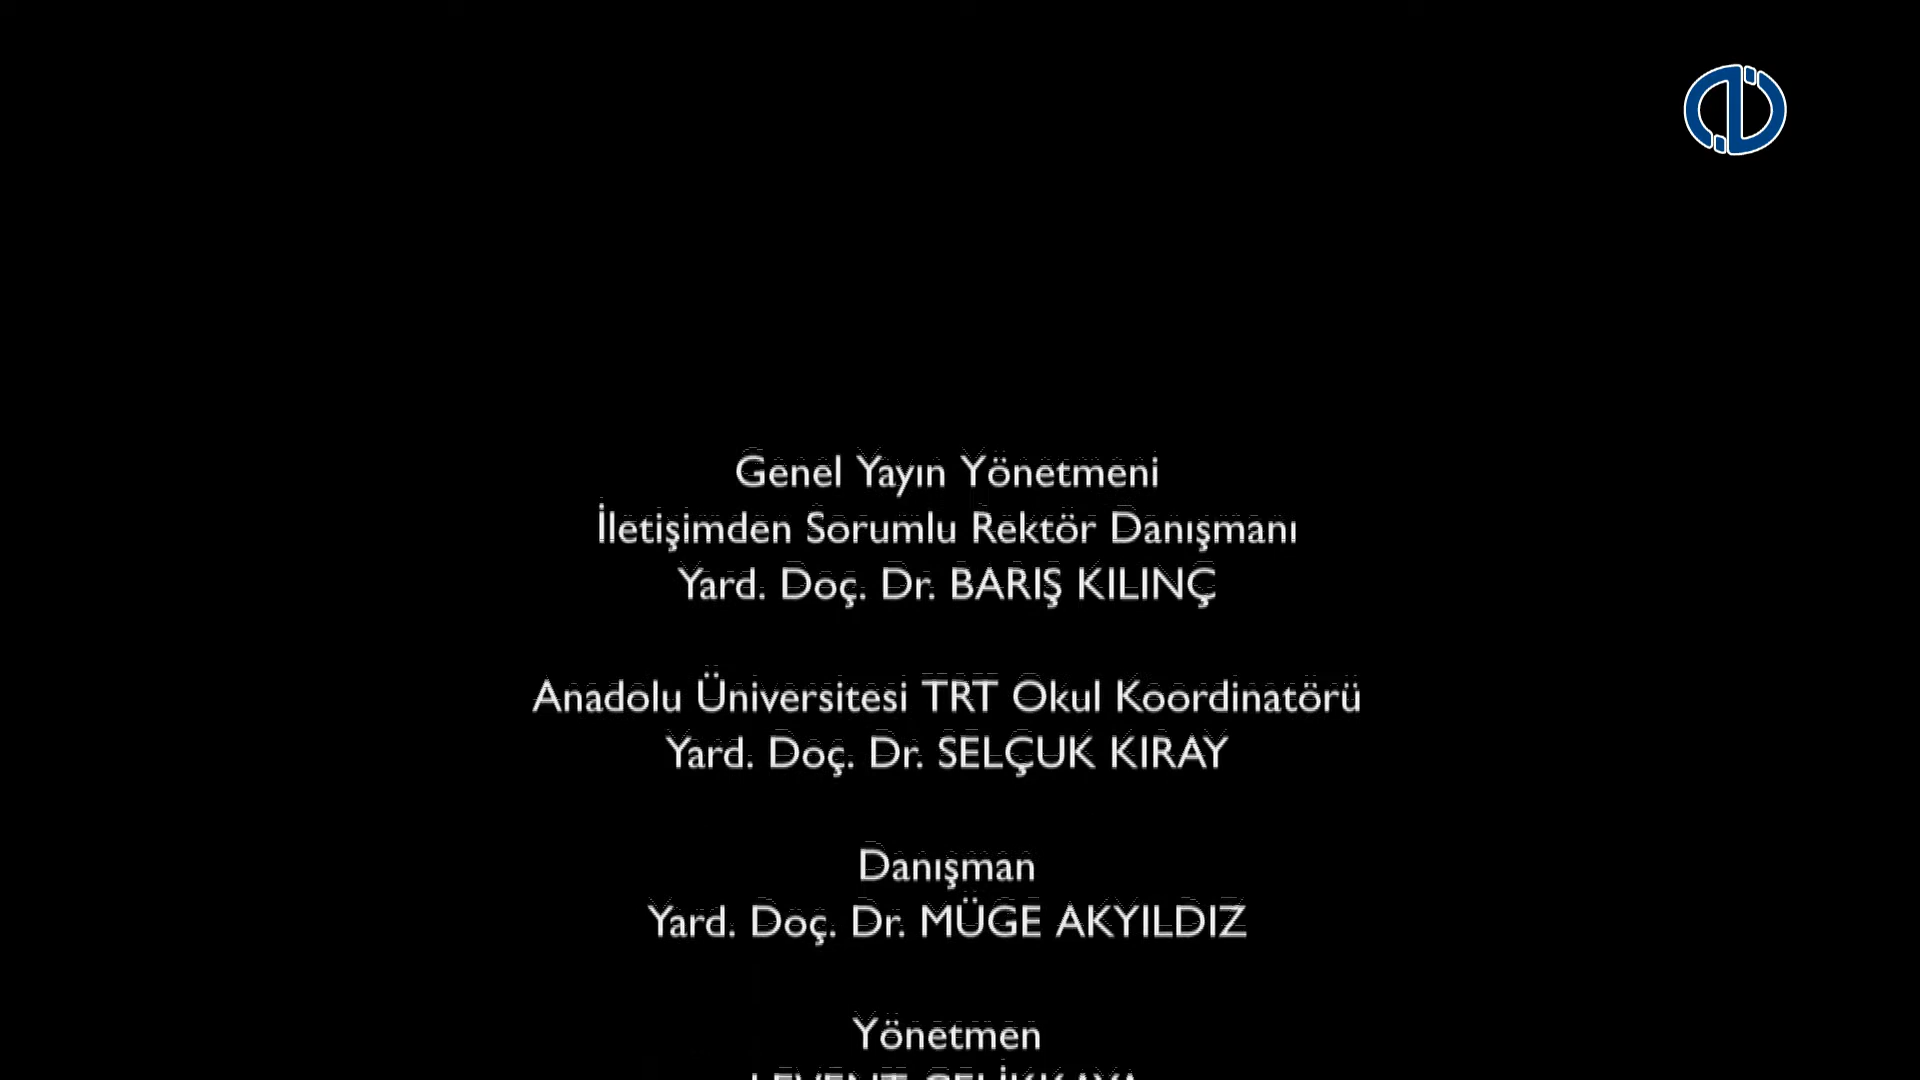 Genel Yayın Yönetmeni
İletişimden Sorumlu Rektör Danışmanı
Yard. Doç. Dr. BARIŞ KILINÇ
Anadolu Üniversitesi TRT Okul Koordinatörü
Yard. Doç. Dr. SELÇUK KIRAY
Danışman
Yard. Doç. Dr. MÜGE AKYILDIZ
Yönetmen